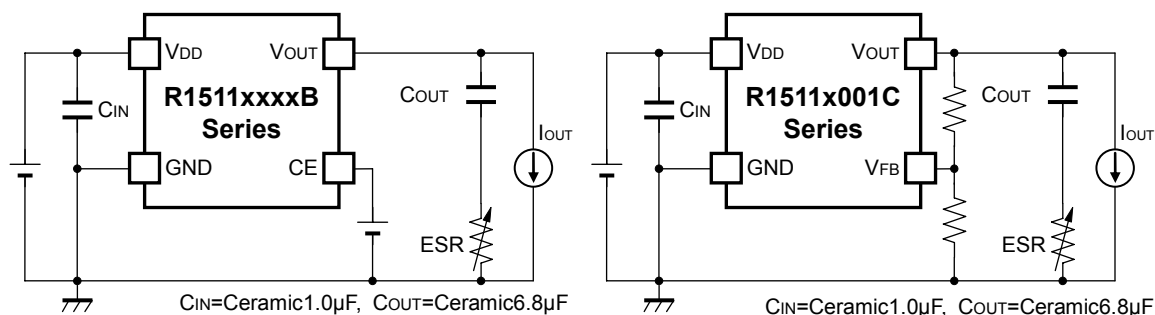 VDD
VOUT
R1511xxxxB
Series
CIN
COUT
IOUT
GND
CE
ESR
CIN=Ceramic1.0µF, COUT=Ceramic6.8µF
VDD
VOUT
R1511x001C
Series
CIN
COUT
IOUT
GND
VFB
ESR
CIN=Ceramic1.0µF, COUT=Ceramic6.8µF